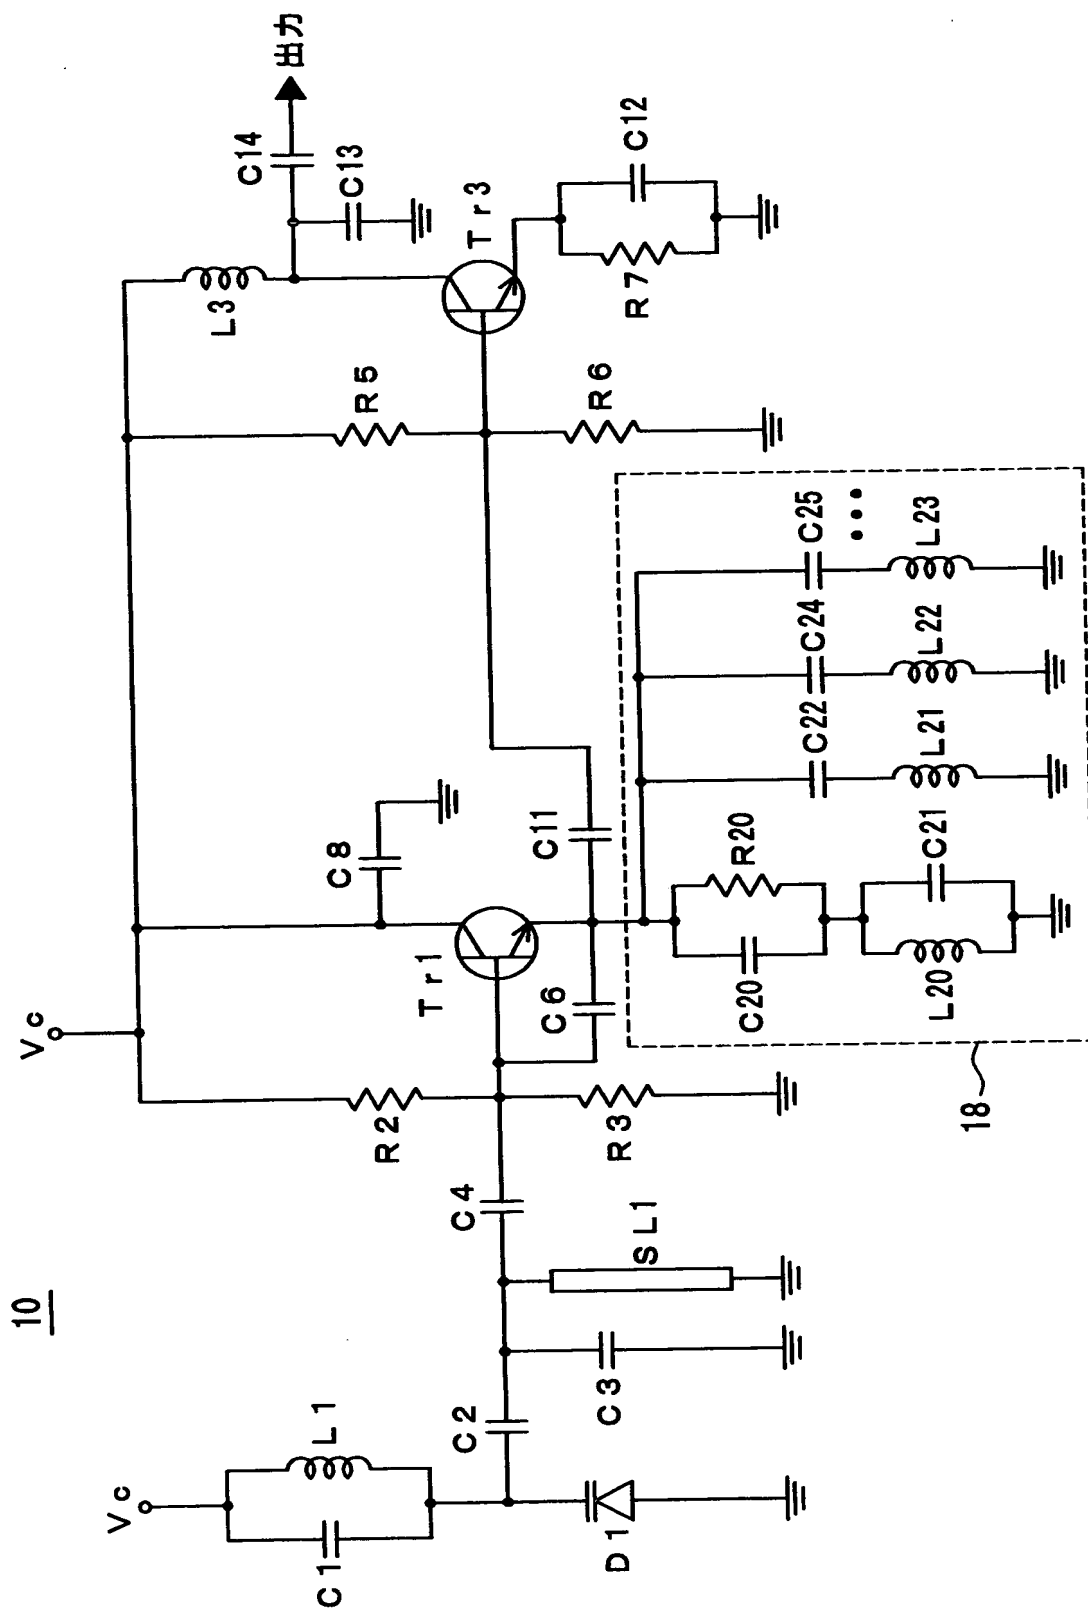 10
Vc
Vc
C1
L1
D1
C2
C3
SL1
C4
R2
R3
Tr1
C6
C8
C11
R5
R6
L3
Tr3
C14
出力
C13
R7
C12
C20
R20
L20
C21
C22
L21
C24
L22
C25
•••
L23
18